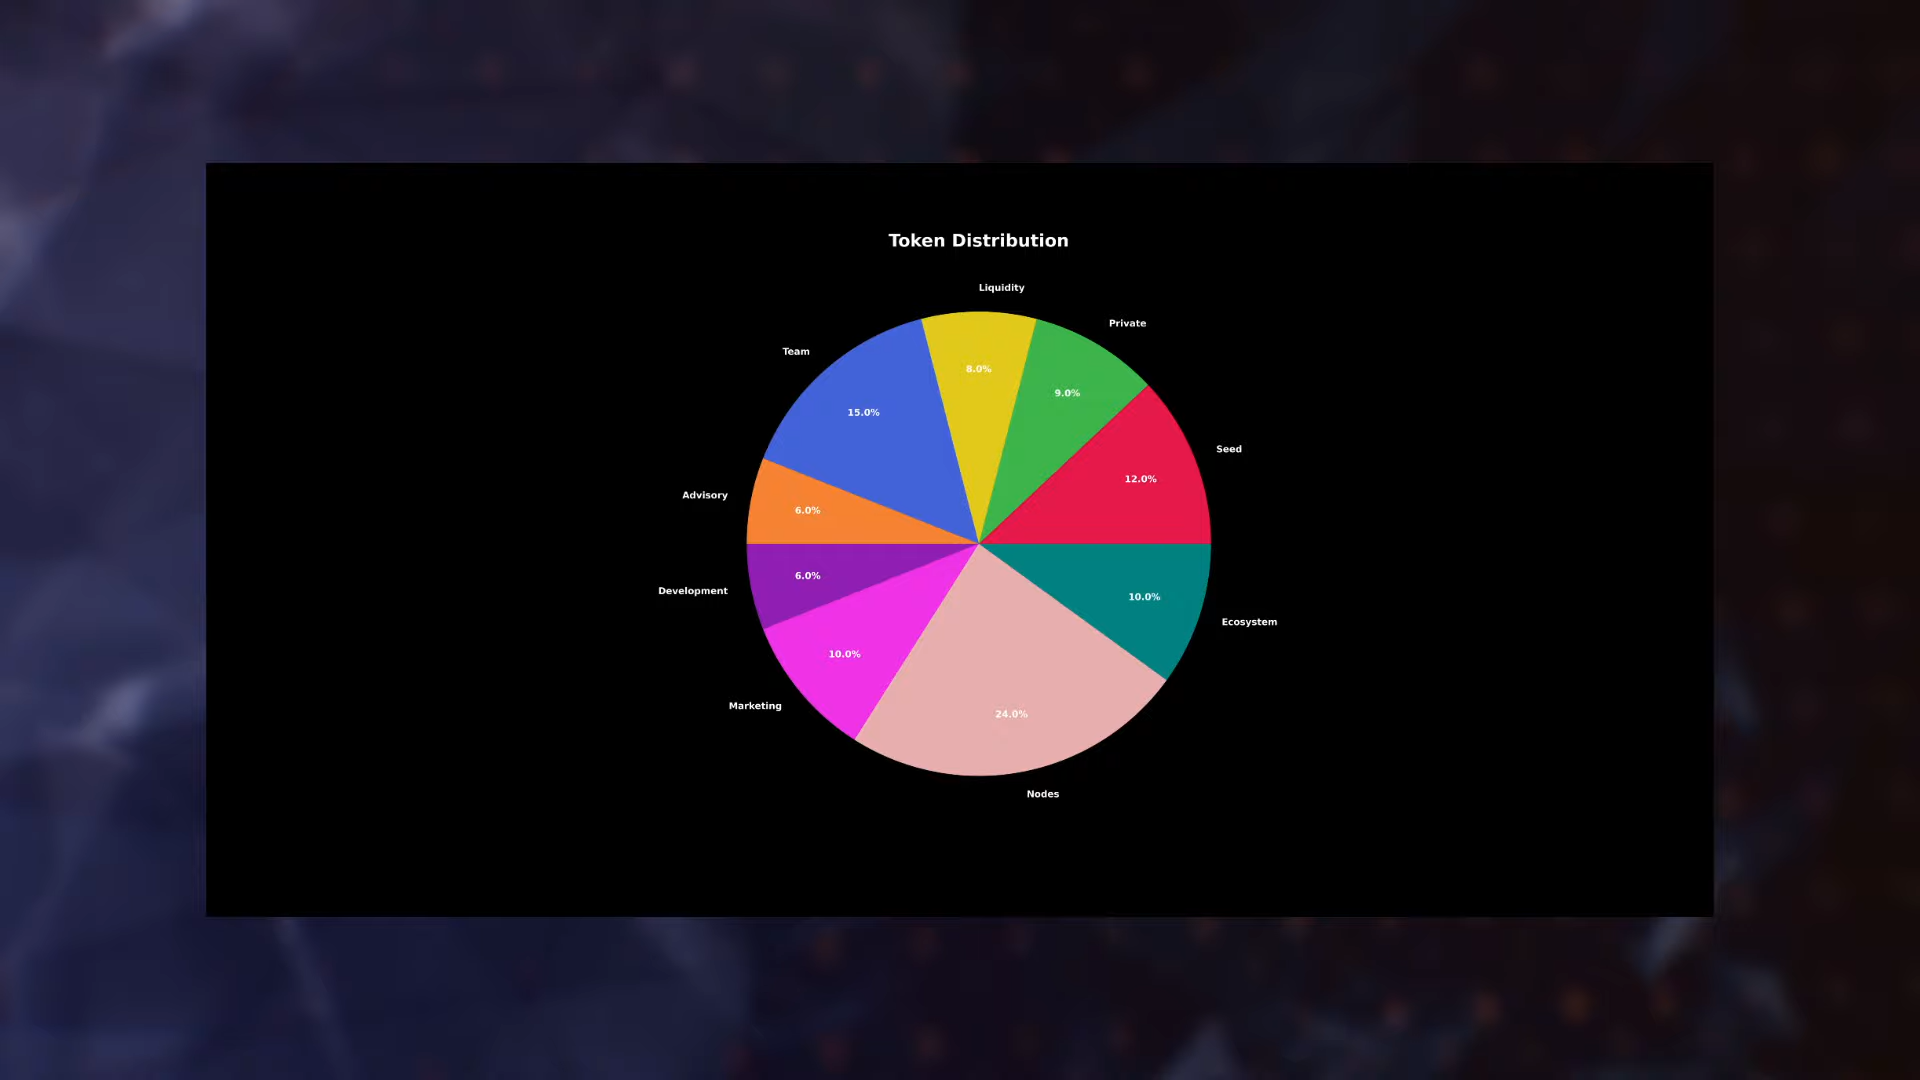 Token Distribution
Liquidity
Private
Team
8.0%
9.0%
15.0%
Seed
12.0%
Advisory
6.0%
6.0%
Development
10.0%
Ecosystem
10.0%
Marketing
24.0%
Nodes